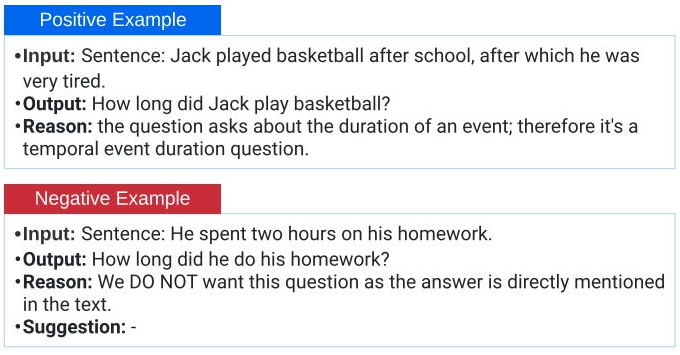 Positive Example
•Input: Sentence: Jack played basketball after school, after which he was
very tired.
•Output: How long did Jack play basketball?
•Reason: the question asks about the duration of an event; therefore it's a
temporal event duration question.
Negative Example
•Input: Sentence: He spent two hours on his homework.
•Output: How long did he do his homework?
•Reason: We DO NOT want this question as the answer is directly mentioned
in the text.
•Suggestion: -